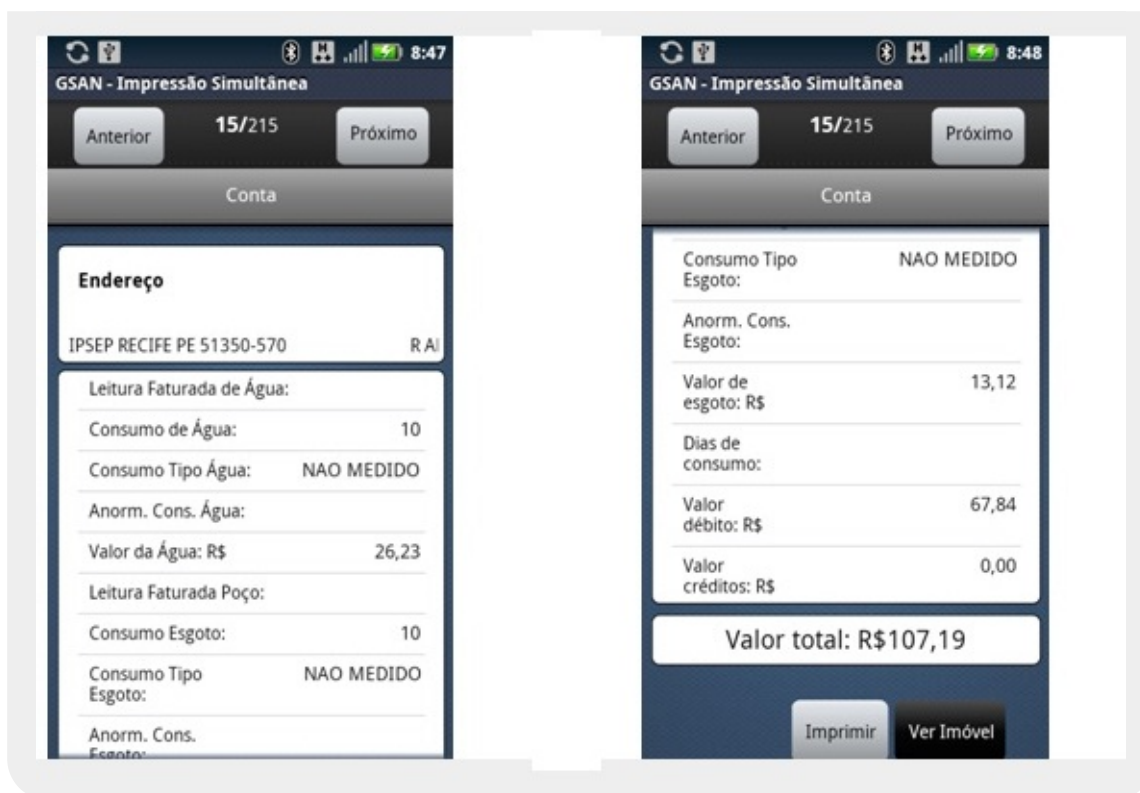 8:47
GSAN - Impressão Simultânea
Anterior
15/215
Próximo
Conta
Endereço
IPSEP RECIFE PE 51350-570 R
Leitura Faturada de Água:
Consumo de Água: 10
Consumo Tipo Água: NAO MEDIDO
Anorm. Cons. Água:
Valor da Água: R$ 26,23
Leitura Faturada Poço:
Consumo Esgoto: 10
Consumo Tipo NAO MEDIDO
Esgoto:
Anorm. Cons.
Esgoto:
8:48
GSAN - Impressão Simultânea
Anterior
15/215
Próximo
Conta
Consumo Tipo NAO MEDIDO
Esgoto:
Anorm. Cons.
Esgoto:
Valor de 13,12
esgoto: R$
Dias de
consumo:
Valor 67,84
débito: R$
Valor 0,00
créditos: R$
Valor total: R$107,19
Imprimir
Ver Imóvel